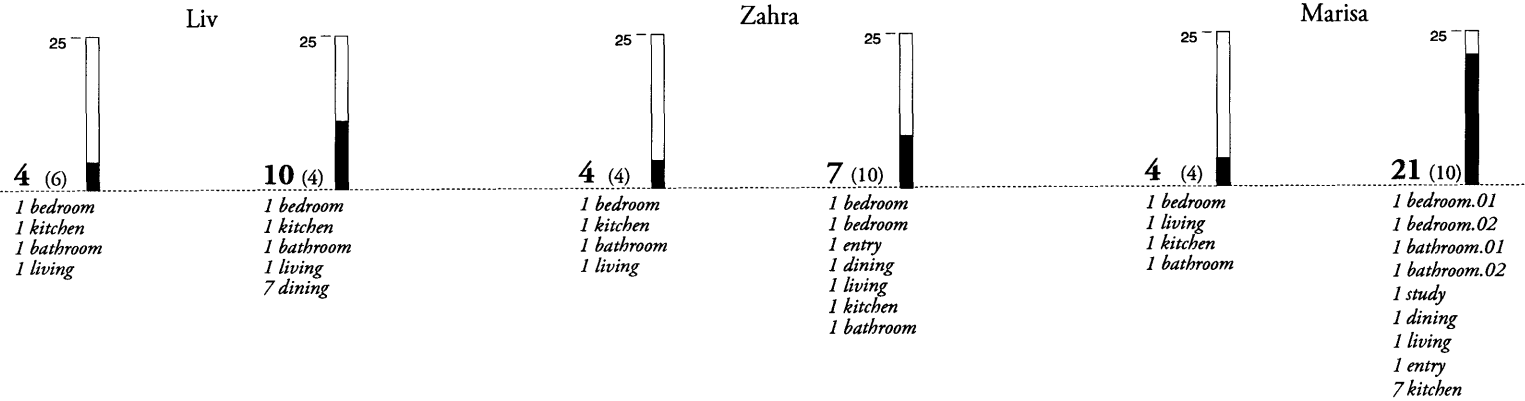 Liv
25
4 (6)
1 bedroom
1 kitchen
1 bathroom
1 living
25
10 (4)
1 bedroom
1 kitchen
1 bathroom
1 living
7 dining
Zahra
25
4 (4)
1 bedroom
1 kitchen
1 bathroom
1 living
25
7 (10)
1 bedroom
1 bedroom
1 entry
1 dining
1 living
1 kitchen
1 bathroom
Marisa
25
4 (4)
1 bedroom
1 living
1 kitchen
1 bathroom
25
21 (10)
1 bedroom.01
1 bedroom.02
1 bathroom.01
1 bathroom.02
1 study
1 dining
1 living
1 entry
7 kitchen